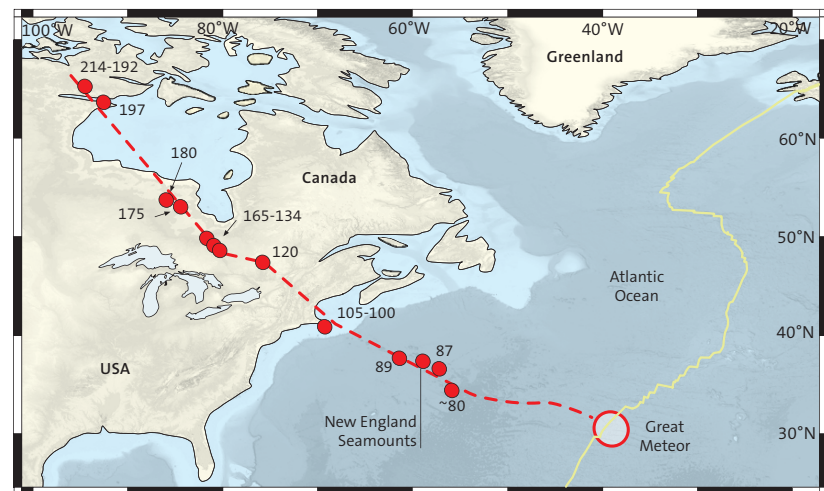 100°W
80°W
60°W
40°W
20°W
Greenland
214-192
197
60°N
180
Canada
175
165-134
50°N
120
Atlantic
Ocean
105-100
40°N
87
89
USA
~80
New England
Seamounts
Great
Meteor
30°N